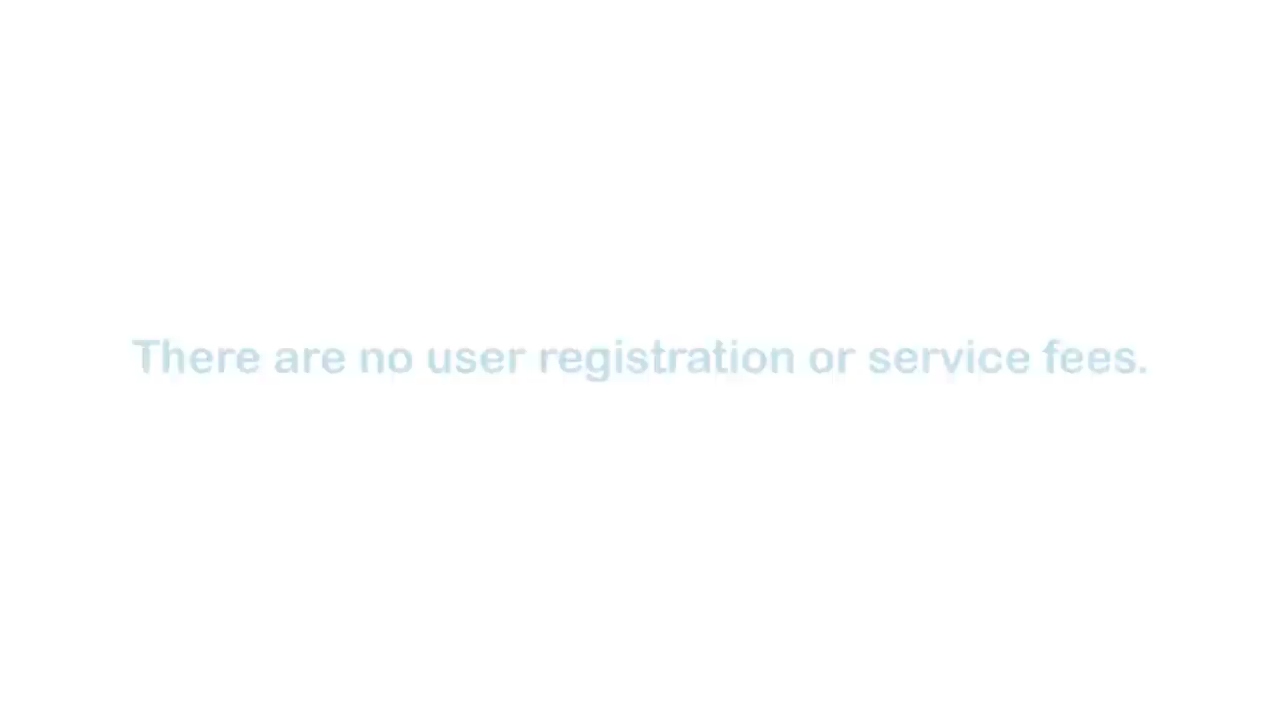 There are no user registration or service fees.